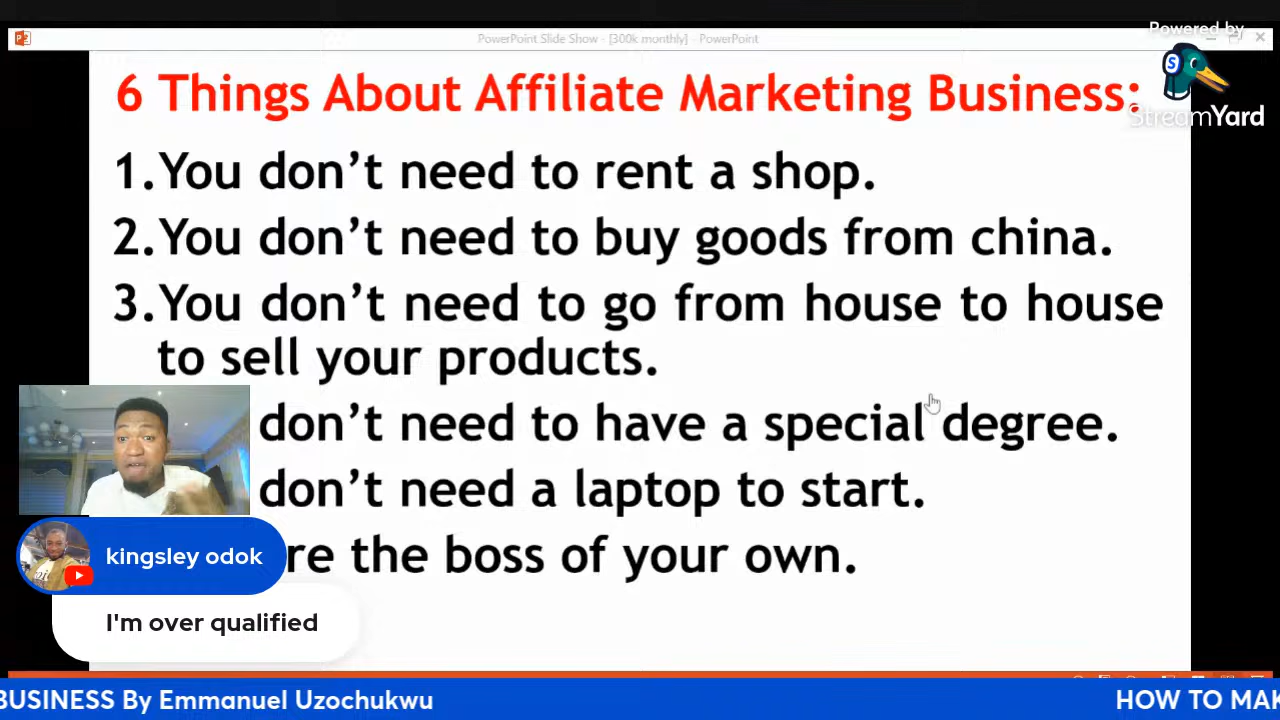 PowerPoint Slide Show - [300k monthly] - PowerPoint
Powered by
StreamYard
6 Things About Affiliate Marketing Business:
1.You don’t need to rent a shop.
2.You don’t need to buy goods from china.
3.You don’t need to go from house to house
to sell your products.
don’t need to have a special degree.
don’t need a laptop to start.
re the boss of your own.
kingsley odok
I'm over qualified
BUSINESS By Emmanuel Uzochukwu
HOW TO MAK